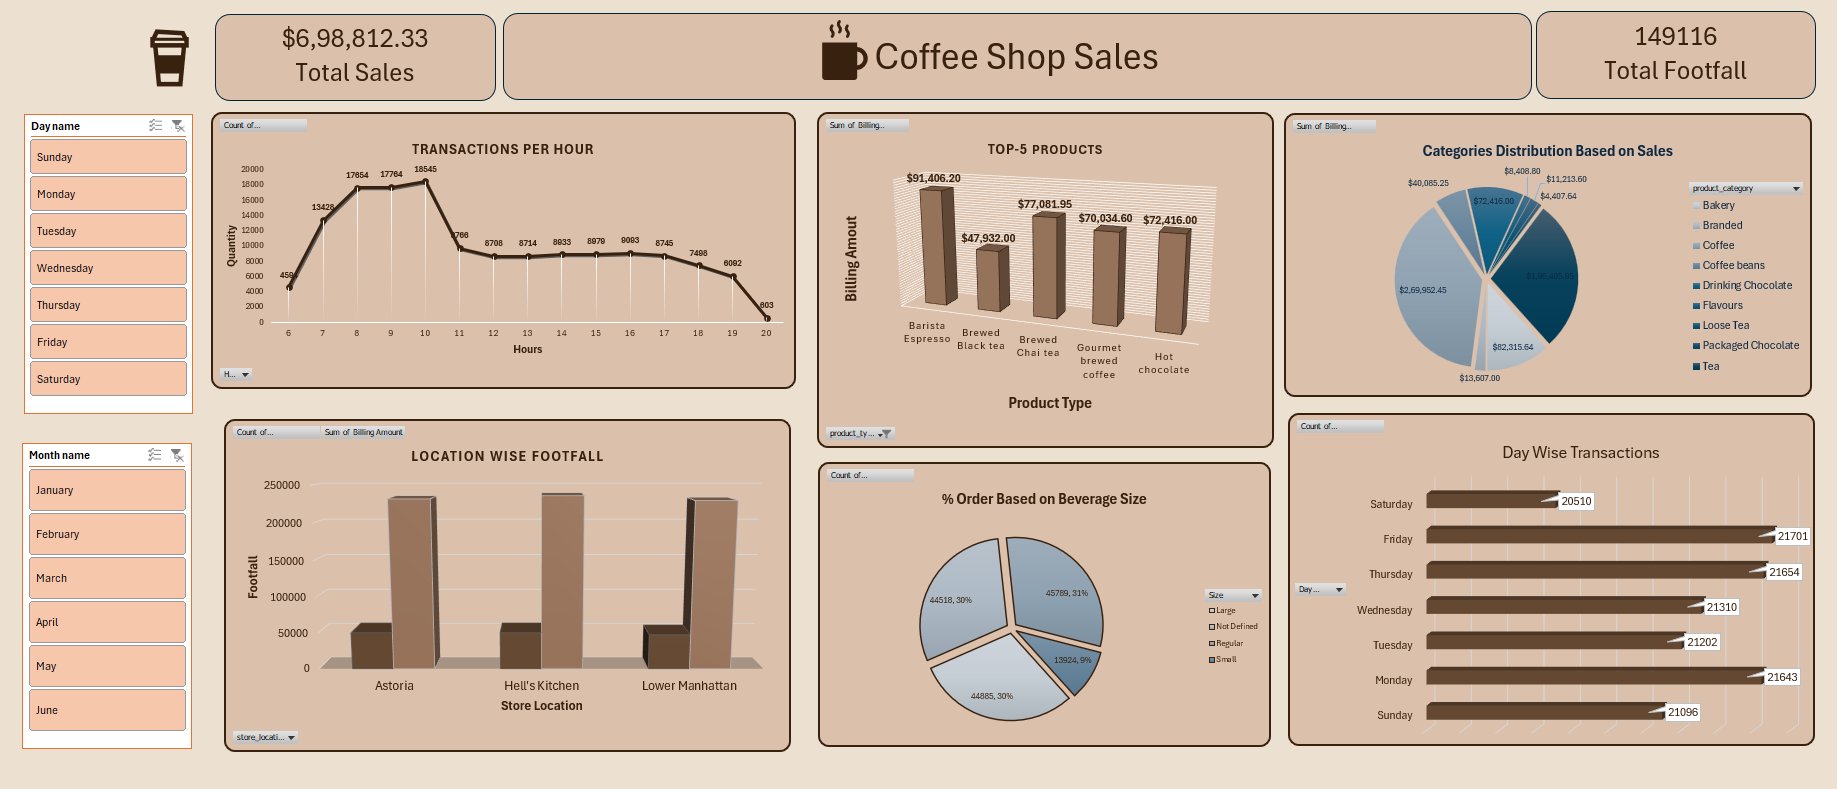 $6,98,812.33
Total Sales
Coffee Shop Sales
149116
Total Footfall
Day name
Sunday
Monday
Tuesday
Wednesday
Thursday
Friday
Saturday
Month name
January
February
March
April
May
June
Count of...
TRANSACTIONS PER HOUR
Quantity
20000
18000
16000
14000
12000
10000
8000
6000
4000
2000
0
13428
17654
17764
18545
8708
8714
8933
8979
9093
8745
7498
6092
603
6 7 8 9 10 11 12 13 14 15 16 17 18 19 20
Hours
H...
Sum of Billing...
TOP-5 PRODUCTS
Billing Amout
$91,406.20
$47,932.00
$77,081.95
$70,034.60
$72,416.00
Barista Espresso
Brewed Black tea
Brewed Chai tea
Gourmet brewed coffee
Hot chocolate
Product Type
product_ty...
Sum of Billing...
Categories Distribution Based on Sales
$8,408.80
$11,213.60
$4,407.64
$40,085.25
$72,416.00
$2,69,952.45
$82,315.64
$13,607.00
product_category
Bakery
Branded
Coffee
Coffee beans
Drinking Chocolate
Flavours
Loose Tea
Packaged Chocolate
Tea
Count of...
Sum of Billing Amount
LOCATION WISE FOOTFALL
Footfall
250000
200000
150000
100000
50000
0
Astoria
Hell's Kitchen
Lower Manhattan
Store Location
store_locati...
Count of...
% Order Based on Beverage Size
44518, 30%
45789, 31%
13924, 9%
44885, 30%
Size
Large
Not Defined
Regular
Small
Count of...
Day Wise Transactions
Day...
Saturday 20510
Friday 21701
Thursday 21654
Wednesday 21310
Tuesday 21202
Monday 21643
Sunday 21096